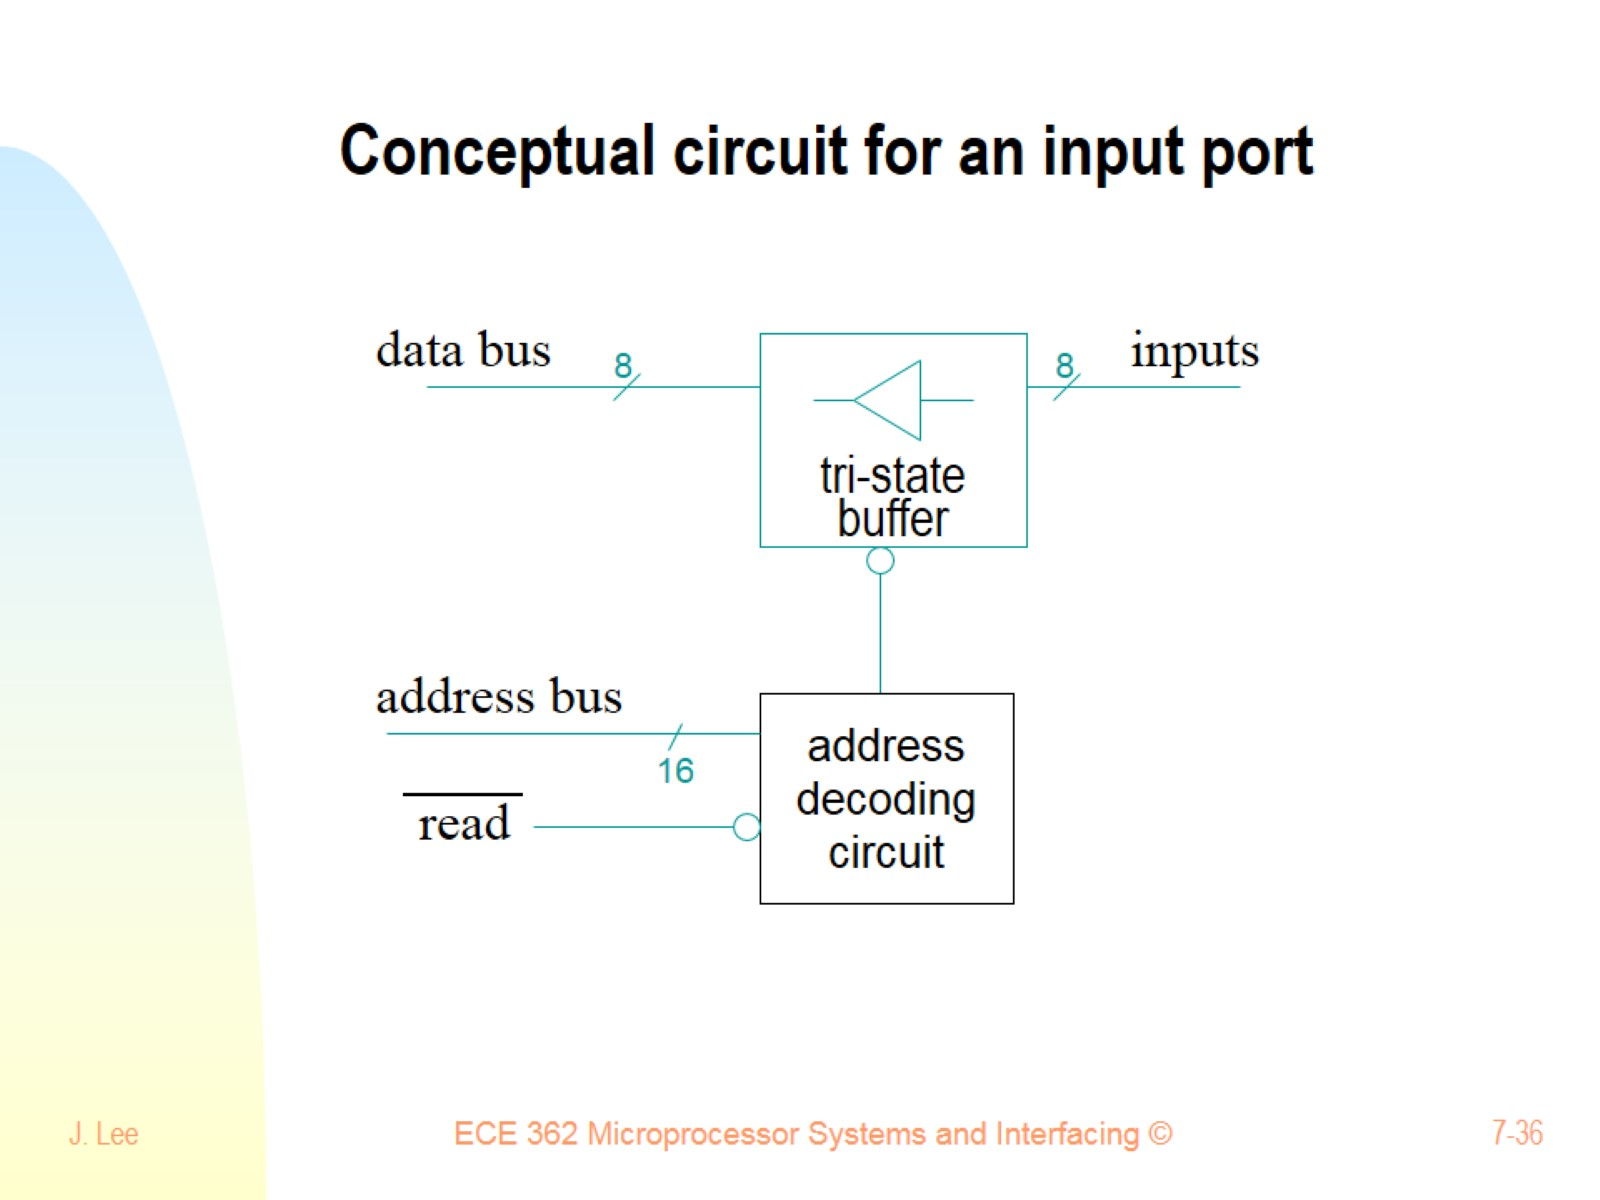 Conceptual circuit for an input port
data bus
8
8
inputs
tri-state
buffer
address bus
16
read
address
decoding
circuit
J. Lee
ECE 362 Microprocessor Systems and Interfacing ©
7-36